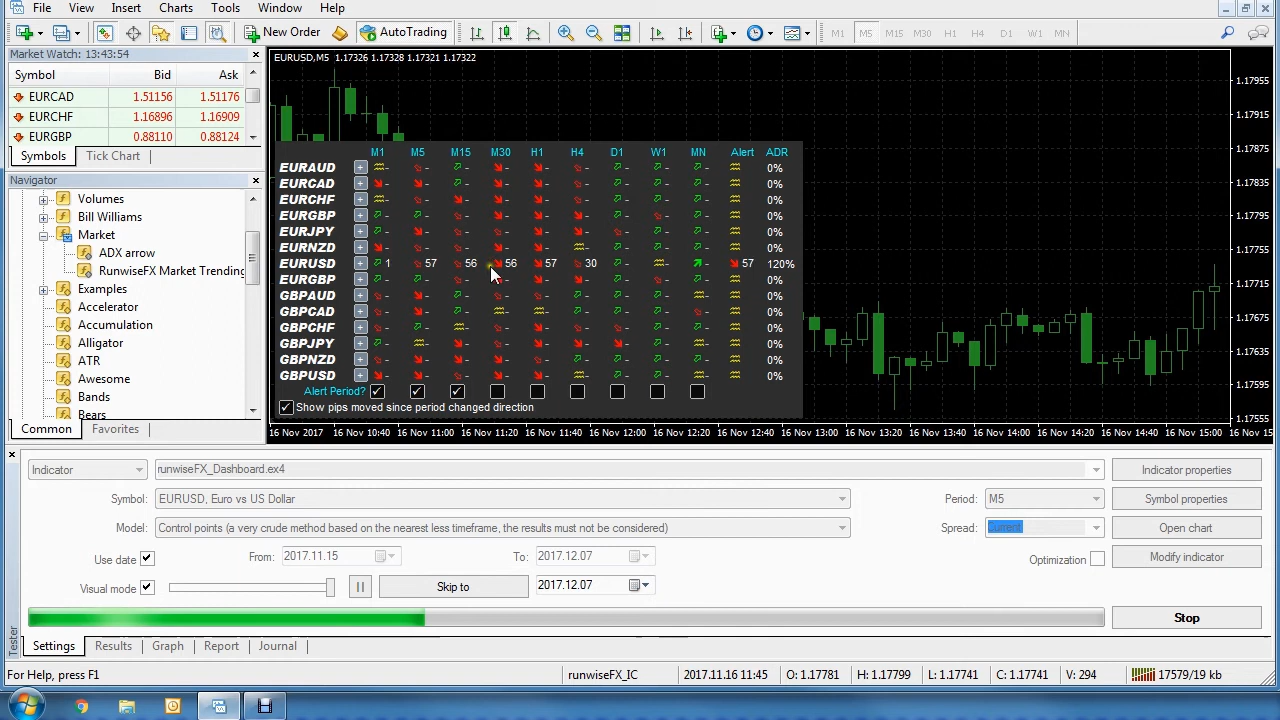 File View Insert Charts Tools Window Help
New Order AutoTrading M1 M5 M15 M30 H1 H4 D1 W1 MN
Market Watch: 13:43:54
Symbol Bid Ask
EURCAD 1.51156 1.51176
EURCHF 1.16896 1.16909
EURGBP 0.88110 0.88124
Symbols Tick Chart
Navigator
Volumes
Bill Williams
Market
ADX arrow
RunwiseFX Market Trending
Examples
Accelerator
Accumulation
Alligator
ATR
Awesome
Bands
Bears
Common Favorites
EURUSD,M5 1.17326 1.17328 1.17321 1.17322
M1 M5 M15 M30 H1 H4 D1 W1 MN Alert ADR
EURAUD + - - - - - - - - - 0%
EURCAD + - - - - - - - - - 0%
EURCHF + - - - - - - - - - 0%
EURGBP + - - - - - - - - - 0%
EURJPY + - - - - - - - - - 0%
EURNZD + - - - - - - - - - 0%
EURUSD + 1 57 56 56 57 30 - - - 57 120%
EURGBP + - - - - - - - - - 0%
GBPAUD + - - - - - - - - - 0%
GBPCAD + - - - - - - - - - 0%
GBPCHF + - - - - - - - - - 0%
GBPJPY + - - - - - - - - - 0%
GBPNZD + - - - - - - - - - 0%
GBPUSD + - - - - - - - - - 0%
Alert Period?
Show pips moved since period changed direction
1.17955
1.17915
1.17875
1.17835
1.17795
1.17755
1.17715
1.17675
1.17635
1.17595
1.17555
16 Nov 2017 16 Nov 10:40 16 Nov 11:00 16 Nov 11:20 16 Nov 11:40 16 Nov 12:00 16 Nov 12:20 16 Nov 12:40 16 Nov 13:00 16 Nov 13:20 16 Nov 13:40 16 Nov 14:00 16 Nov 14:20 16 Nov 14:40 16 Nov 15:00 16 Nov 15
Tester
Indicator runwiseFX_Dashboard.ex4 Indicator properties
Symbol: EURUSD, Euro vs US Dollar Period: M5 Symbol properties
Model: Control points (a very crude method based on the nearest less timeframe, the results must not be considered) Spread: Current Open chart
Use date From: 2017.11.15 To: 2017.12.07 Optimization Modify indicator
Visual mode Skip to 2017.12.07
Stop
Settings Results Graph Report Journal
For Help, press F1 runwiseFX_IC 2017.11.16 11:45 O: 1.17781 H: 1.17799 L: 1.17741 C: 1.17741 V: 294 17579/19 kb